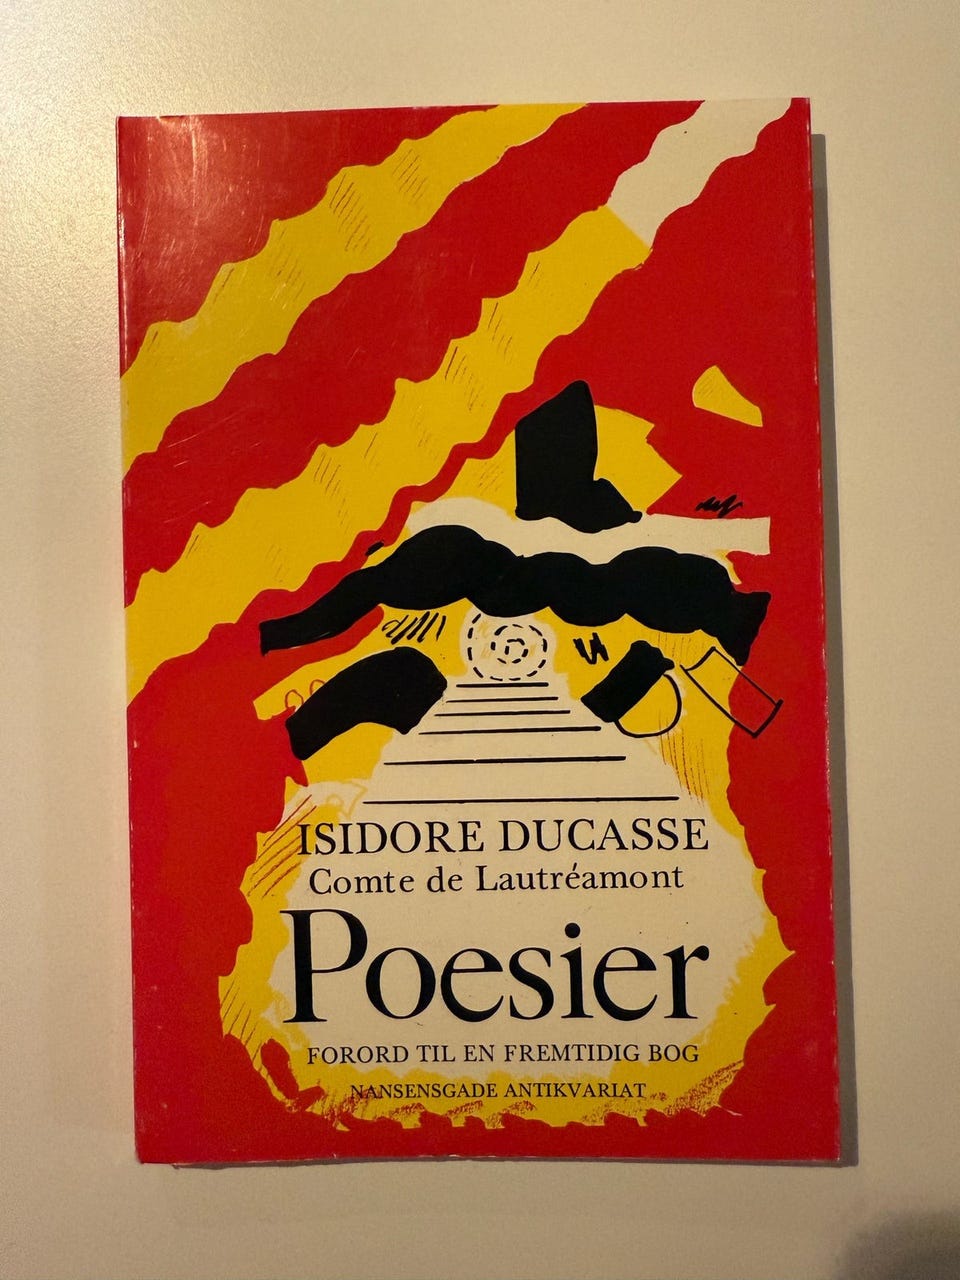 ISIDORE DUCASSE
Comte de Lautréamont
Poesier
FORORD TIL EN FREMTIDIG BOG
NANSENSGADE ANTIKVARIAT